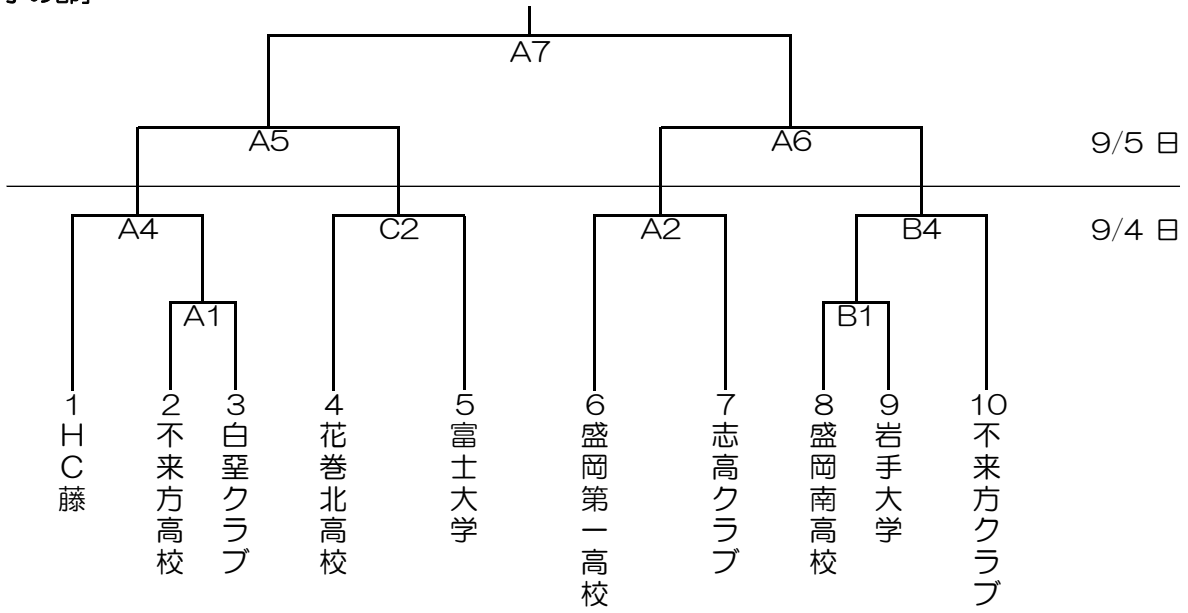 A7
A5
A6
9/5 日
A4
C2
A2
B4
9/4 日
A1
B1
1 HC藤
2 不来方高校
3 白堊クラブ
4 花巻北高校
5 富士大学
6 盛岡第一高校
7 志高クラブ
8 盛岡南高校
9 岩手大学
10 不来方クラブ